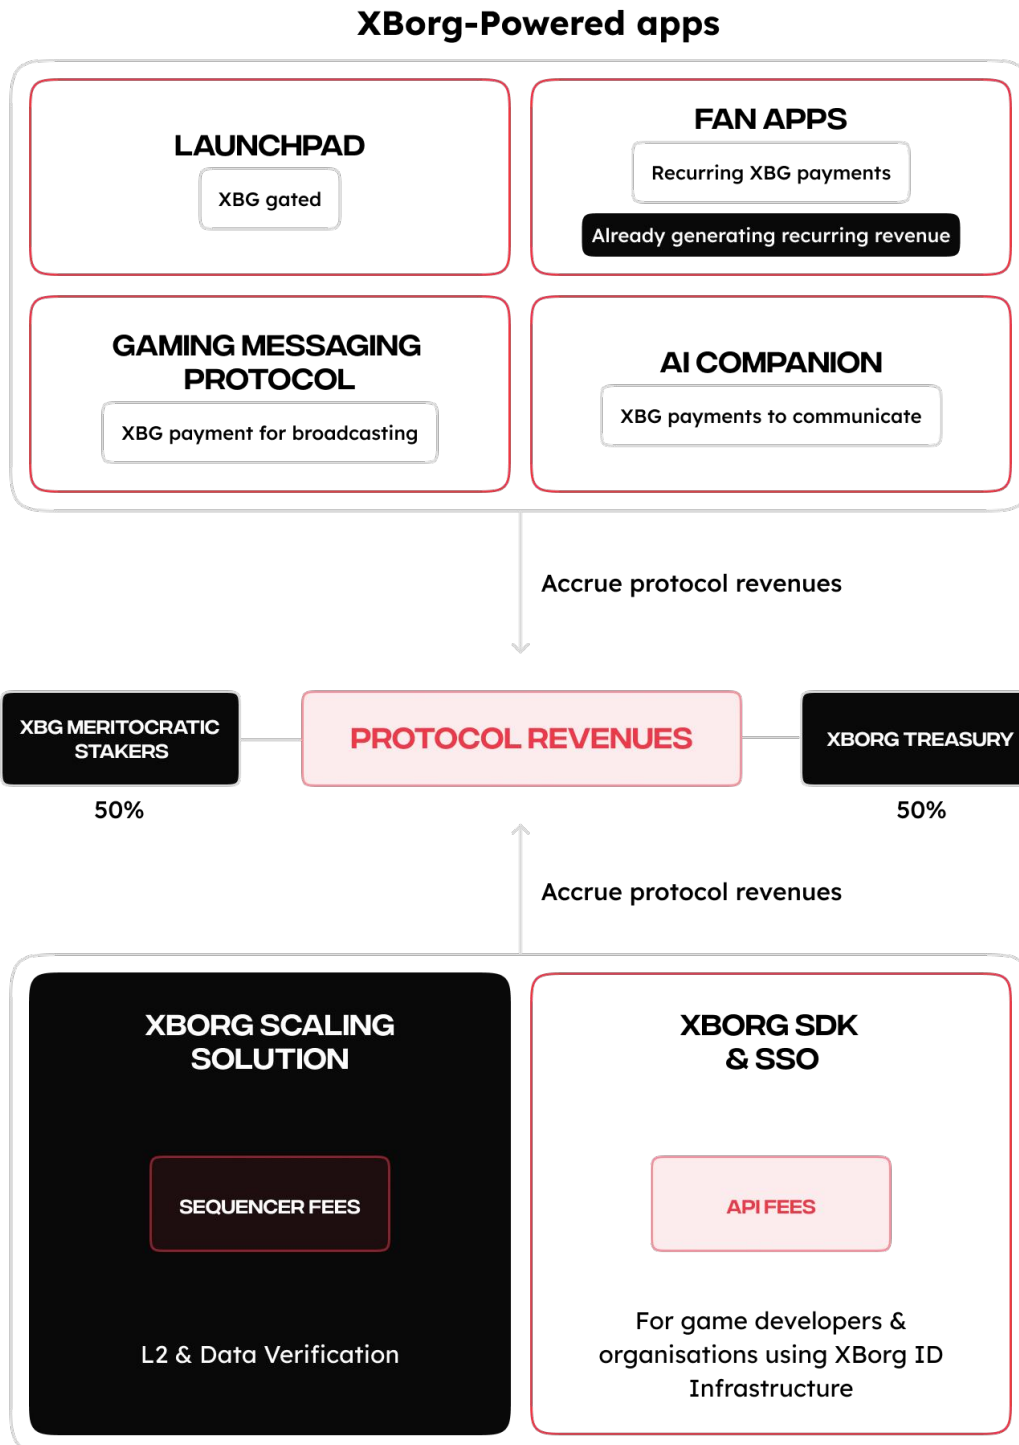 XBorg-Powered apps
LAUNCHPAD
XBG gated
FAN APPS
Recurring XBG payments
Already generating recurring revenue
GAMING MESSAGING
PROTOCOL
XBG payment for broadcasting
AI COMPANION
XBG payments to communicate
Accrue protocol revenues
XBG MERITOCRATIC
STAKERS
50%
PROTOCOL REVENUES
XBORG TREASURY
50%
Accrue protocol revenues
XBORG SCALING
SOLUTION
SEQUENCER FEES
L2 & Data Verification
XBORG SDK
& SSO
API FEES
For game developers &
organisations using XBorg ID
Infrastructure